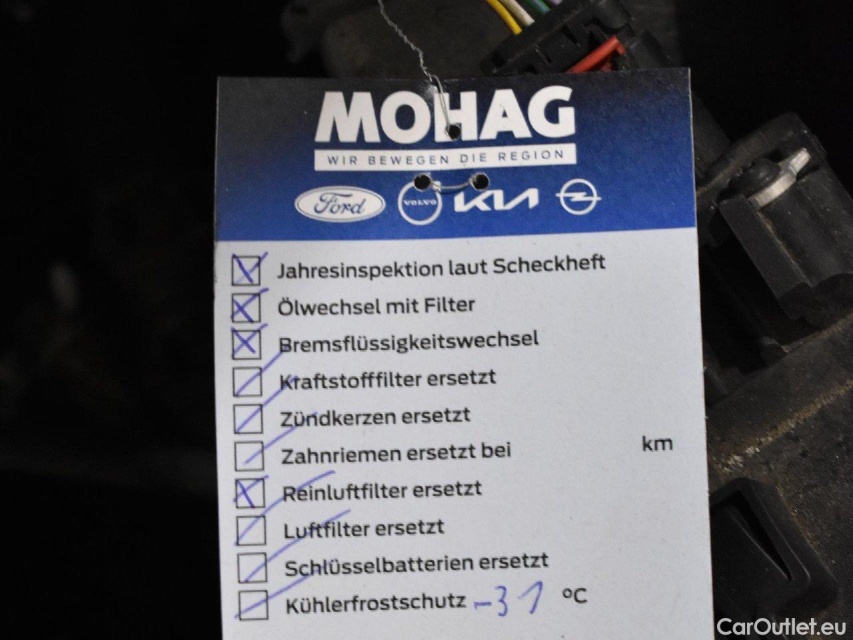 MOHAG
WIR BEWEGEN DIE REGION
Ford VOLVO KIA
Jahresinspektion laut Scheckheft
Ölwechsel mit Filter
Bremsflüssigkeitswechsel
Kraftstofffilter ersetzt
Zündkerzen ersetzt
Zahnriemen ersetzt bei km
Reinluftfilter ersetzt
Luftfilter ersetzt
Schlüsselbatterien ersetzt
Kühlerfrostschutz -31 °C
CarOutlet.eu